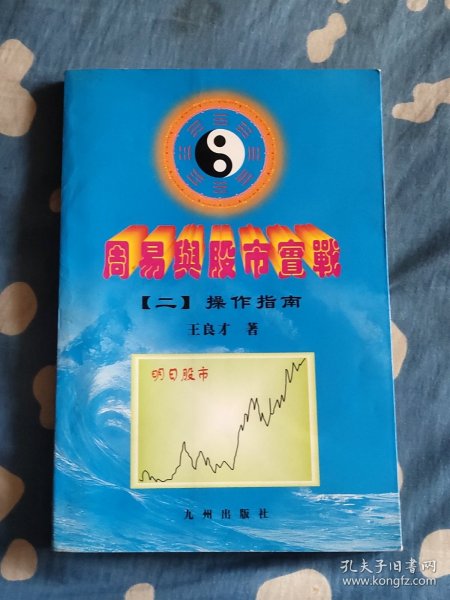 周易與股市實戰
【二】操作指南
王良才 著
明日股市
九州出版社
孔夫子旧书网
www.kongfz.com